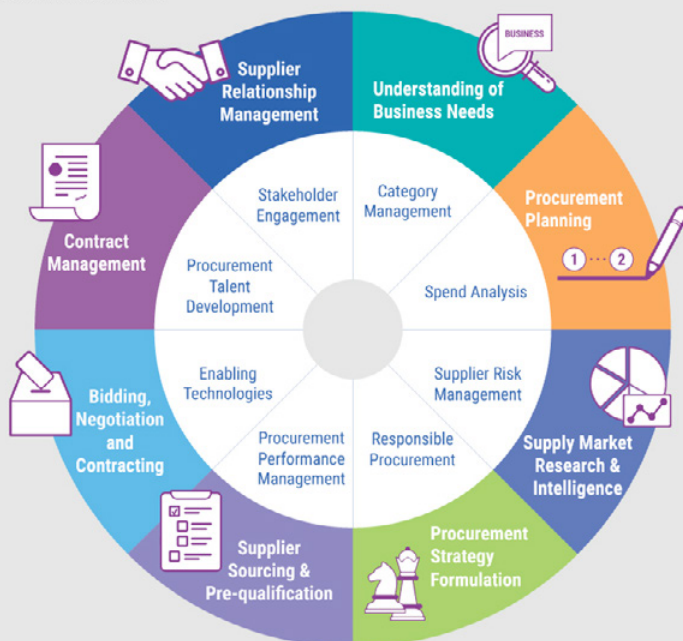 BUSINESS
Understanding of
Business Needs
Procurement
Planning
1 ... 2
Supply Market
Research &
Intelligence
Procurement
Strategy
Formulation
Supplier
Sourcing &
Pre-qualification
Bidding,
Negotiation
and
Contracting
Contract
Management
Supplier
Relationship
Management
Category
Management
Spend Analysis
Supplier Risk
Management
Responsible
Procurement
Procurement
Performance
Management
Enabling
Technologies
Procurement
Talent
Development
Stakeholder
Engagement